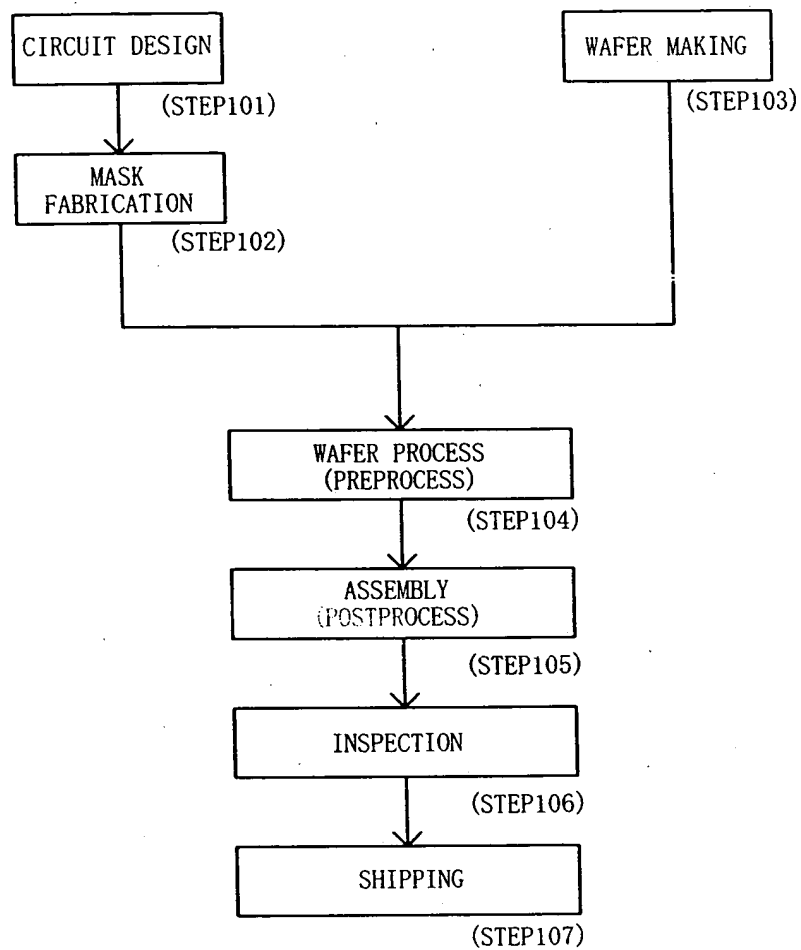 CIRCUIT DESIGN
(STEP101)
MASK
FABRICATION
(STEP102)
WAFER MAKING
(STEP103)
WAFER PROCESS
(PREPROCESS)
(STEP104)
ASSEMBLY
(POSTPROCESS)
(STEP105)
INSPECTION
(STEP106)
SHIPPING
(STEP107)